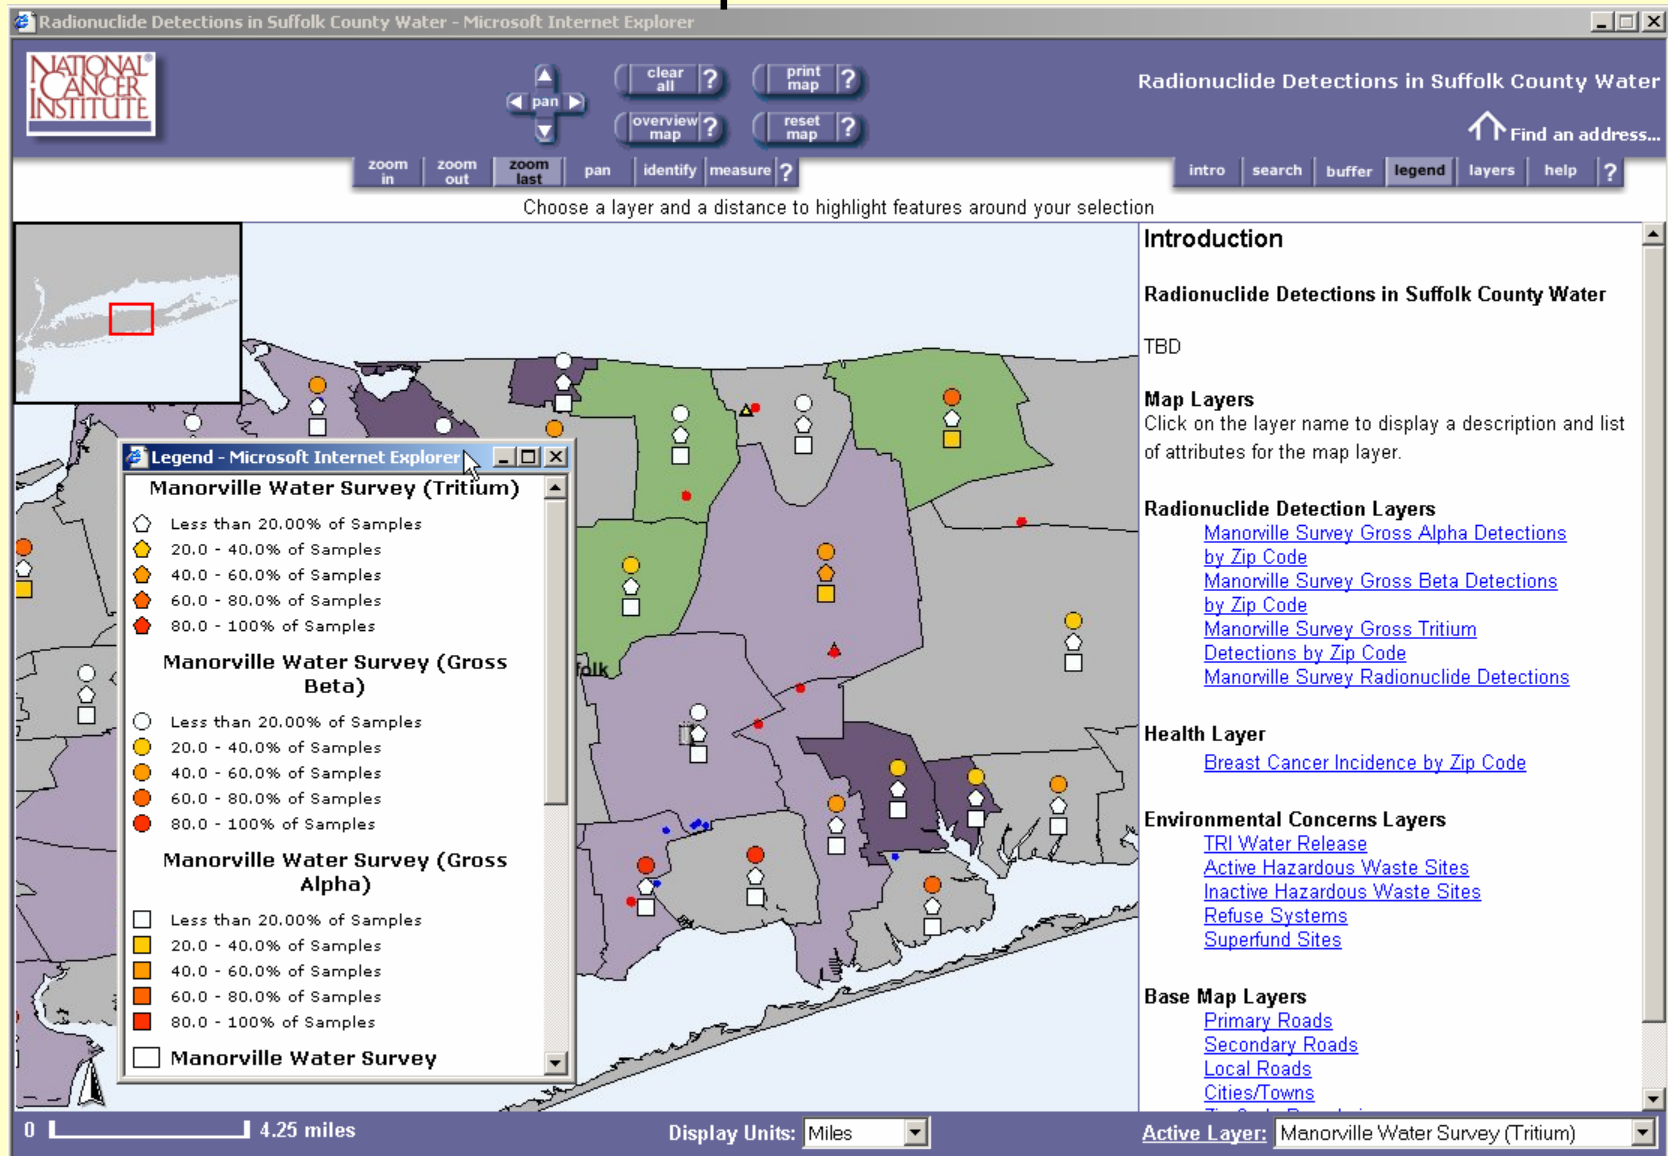 Radionuclide Detections in Suffolk County Water - Microsoft Internet Explorer
NATIONAL®
CANCER
INSTITUTE
pan
clear all ?
print map ?
overview map ?
reset map ?
Radionuclide Detections in Suffolk County Water
Find an address...
zoom in
zoom out
zoom last
pan
identify
measure
?
intro
search
buffer
legend
layers
help
?
Choose a layer and a distance to highlight features around your selection
Legend - Microsoft Internet Explorer
Manorville Water Survey (Tritium)
Less than 20.00% of Samples
20.0 - 40.0% of Samples
40.0 - 60.0% of Samples
60.0 - 80.0% of Samples
80.0 - 100% of Samples
Manorville Water Survey (Gross
Beta)
Less than 20.00% of Samples
20.0 - 40.0% of Samples
40.0 - 60.0% of Samples
60.0 - 80.0% of Samples
80.0 - 100% of Samples
Manorville Water Survey (Gross
Alpha)
Less than 20.00% of Samples
20.0 - 40.0% of Samples
40.0 - 60.0% of Samples
60.0 - 80.0% of Samples
80.0 - 100% of Samples
Manorville Water Survey
folk
Introduction
Radionuclide Detections in Suffolk County Water
TBD
Map Layers
Click on the layer name to display a description and list
of attributes for the map layer.
Radionuclide Detection Layers
Manorville Survey Gross Alpha Detections
by Zip Code
Manorville Survey Gross Beta Detections
by Zip Code
Manorville Survey Gross Tritium
Detections by Zip Code
Manorville Survey Radionuclide Detections
Health Layer
Breast Cancer Incidence by Zip Code
Environmental Concerns Layers
TRI Water Release
Active Hazardous Waste Sites
Inactive Hazardous Waste Sites
Refuse Systems
Superfund Sites
Base Map Layers
Primary Roads
Secondary Roads
Local Roads
Cities/Towns
0 4.25 miles
Display Units: Miles
Active Layer: Manorville Water Survey (Tritium)